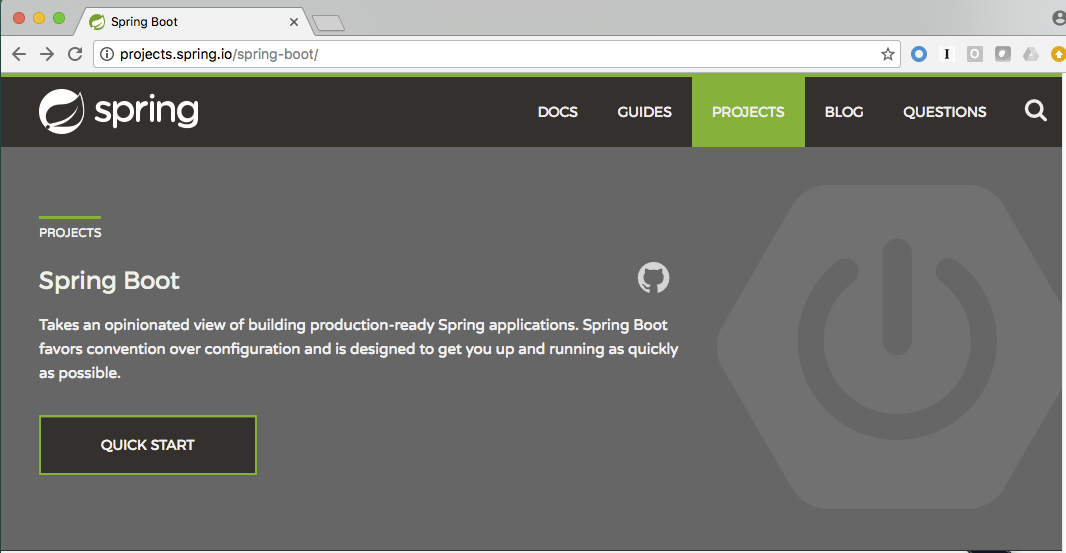 Spring Boot
projects.spring.io/spring-boot/
I O
spring
DOCS GUIDES PROJECTS BLOG QUESTIONS
PROJECTS
Spring Boot
Takes an opinionated view of building production-ready Spring applications. Spring Boot
favors convention over configuration and is designed to get you up and running as quickly
as possible.
QUICK START